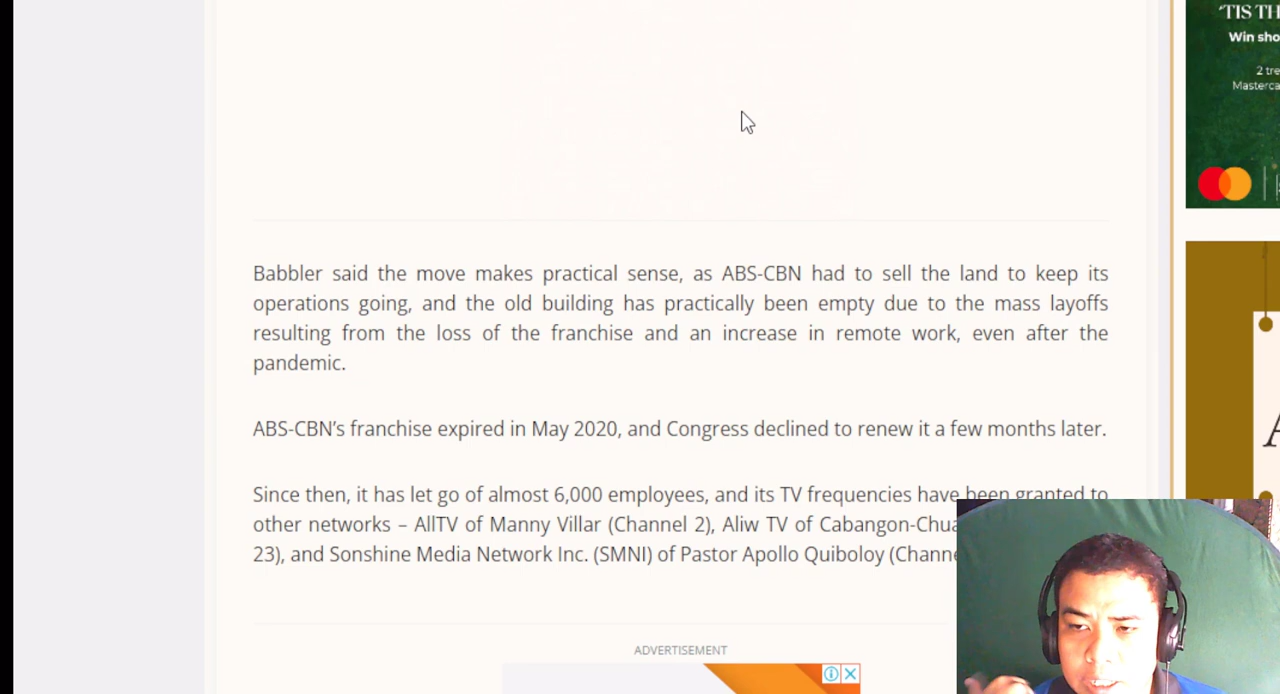 'TIS TH
Win sho
2 tre
Masterca
Babbler said the move makes practical sense, as ABS-CBN had to sell the land to keep its
operations going, and the old building has practically been empty due to the mass layoffs
resulting from the loss of the franchise and an increase in remote work, even after the
pandemic.
ABS-CBN’s franchise expired in May 2020, and Congress declined to renew it a few months later.
Since then, it has let go of almost 6,000 employees, and its TV frequencies have been granted to
other networks – AllTV of Manny Villar (Channel 2), Aliw TV of Cabangon-Chua
23), and Sonshine Media Network Inc. (SMNI) of Pastor Apollo Quiboloy (Chann
ADVERTISEMENT